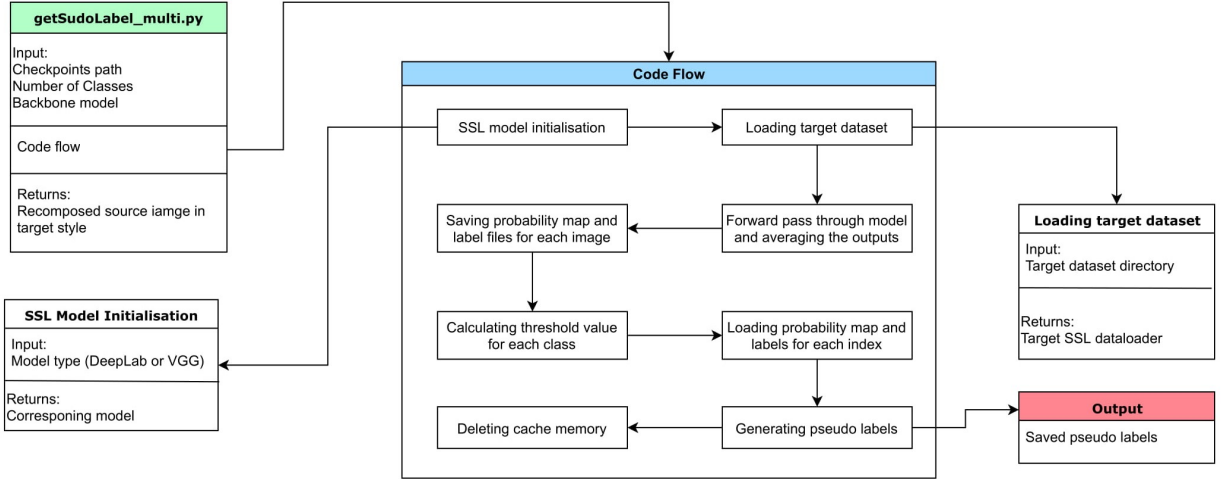 getSudoLabel_multi.py
Input:
Checkpoints path
Number of Classes
Backbone model
Code flow
Returns:
Recomposed source iamge in
target style
SSL Model Initialisation
Input:
Model type (DeepLab or VGG)
Returns:
Corresponing model
Code Flow
SSL model initialisation
Loading target dataset
Saving probability map and
label files for each image
Forward pass through model
and averaging the outputs
Calculating threshold value
for each class
Loading probability map and
labels for each index
Deleting cache memory
Generating pseudo labels
Loading target dataset
Input:
Target dataset directory
Returns:
Target SSL dataloader
Output
Saved pseudo labels